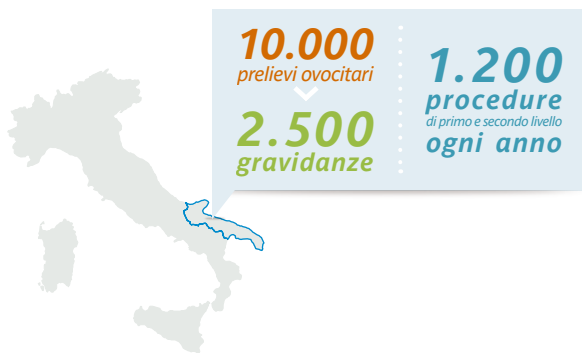 10.000
prelievi ovocitari
2.500
gravidanze
1.200
procedure
di primo e secondo livello
ogni anno